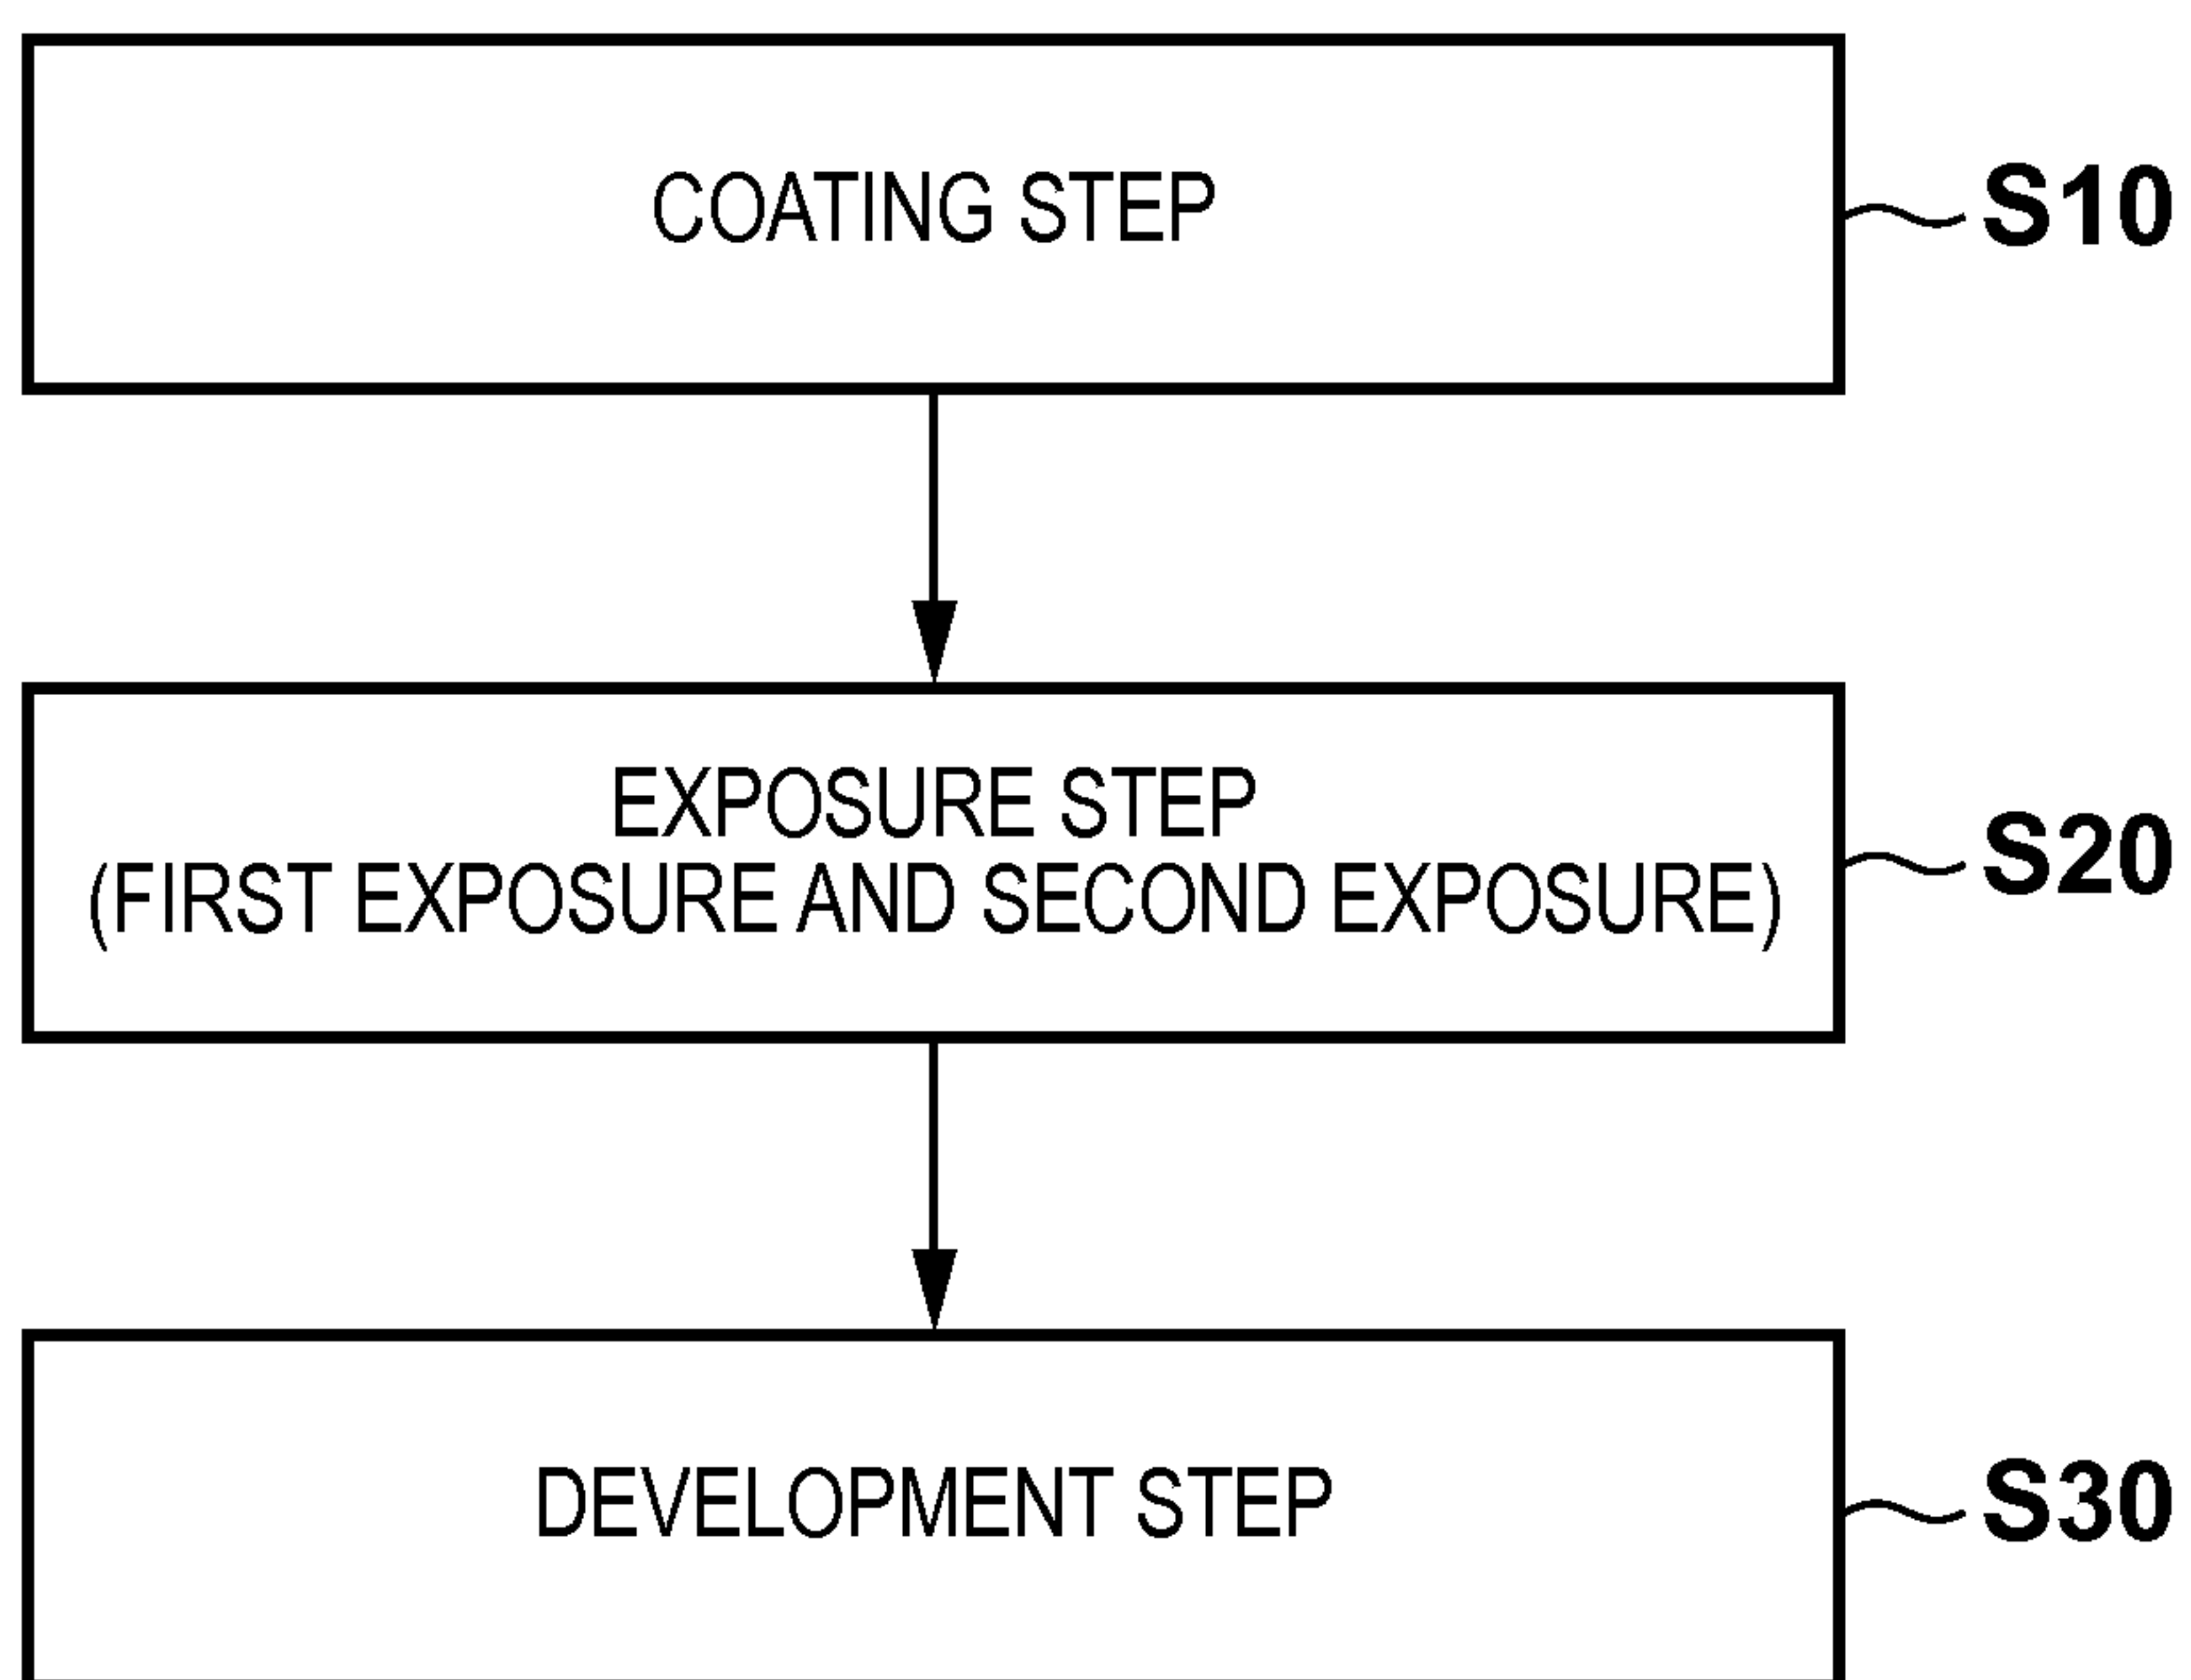 COATING STEP
S10
EXPOSURE STEP
(FIRST EXPOSURE AND SECOND EXPOSURE)
S20
DEVELOPMENT STEP
S30